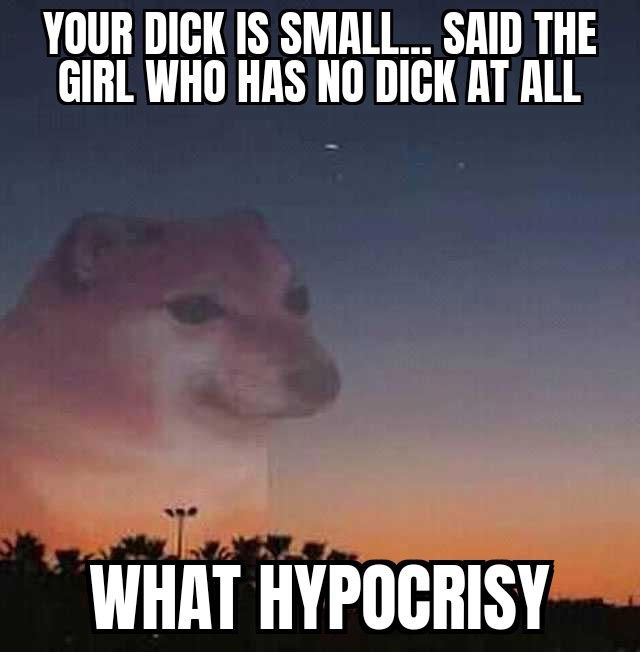 YOUR DICK IS SMALL... SAID THE
GIRL WHO HAS NO DICK AT ALL
WHAT HYPOCRISY